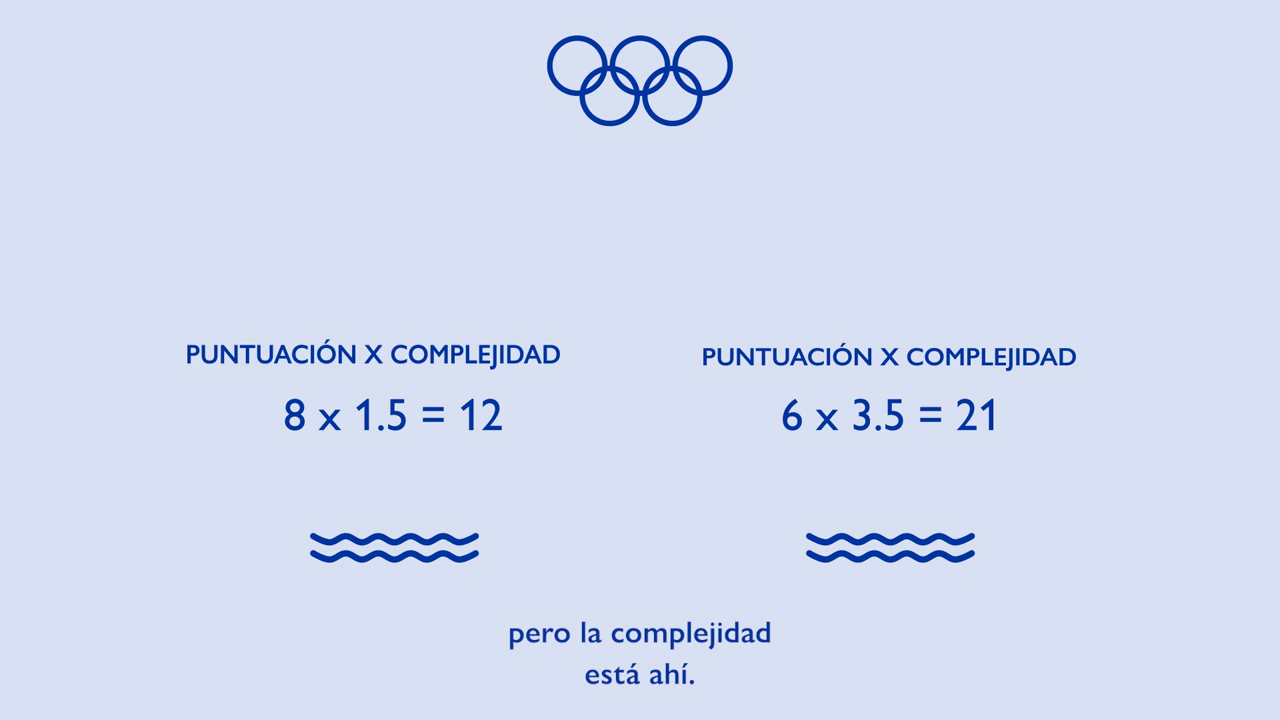 PUNTUACIÓN X COMPLEJIDAD
8 x 1.5 = 12
PUNTUACIÓN X COMPLEJIDAD
6 x 3.5 = 21
pero la complejidad
está ahí.